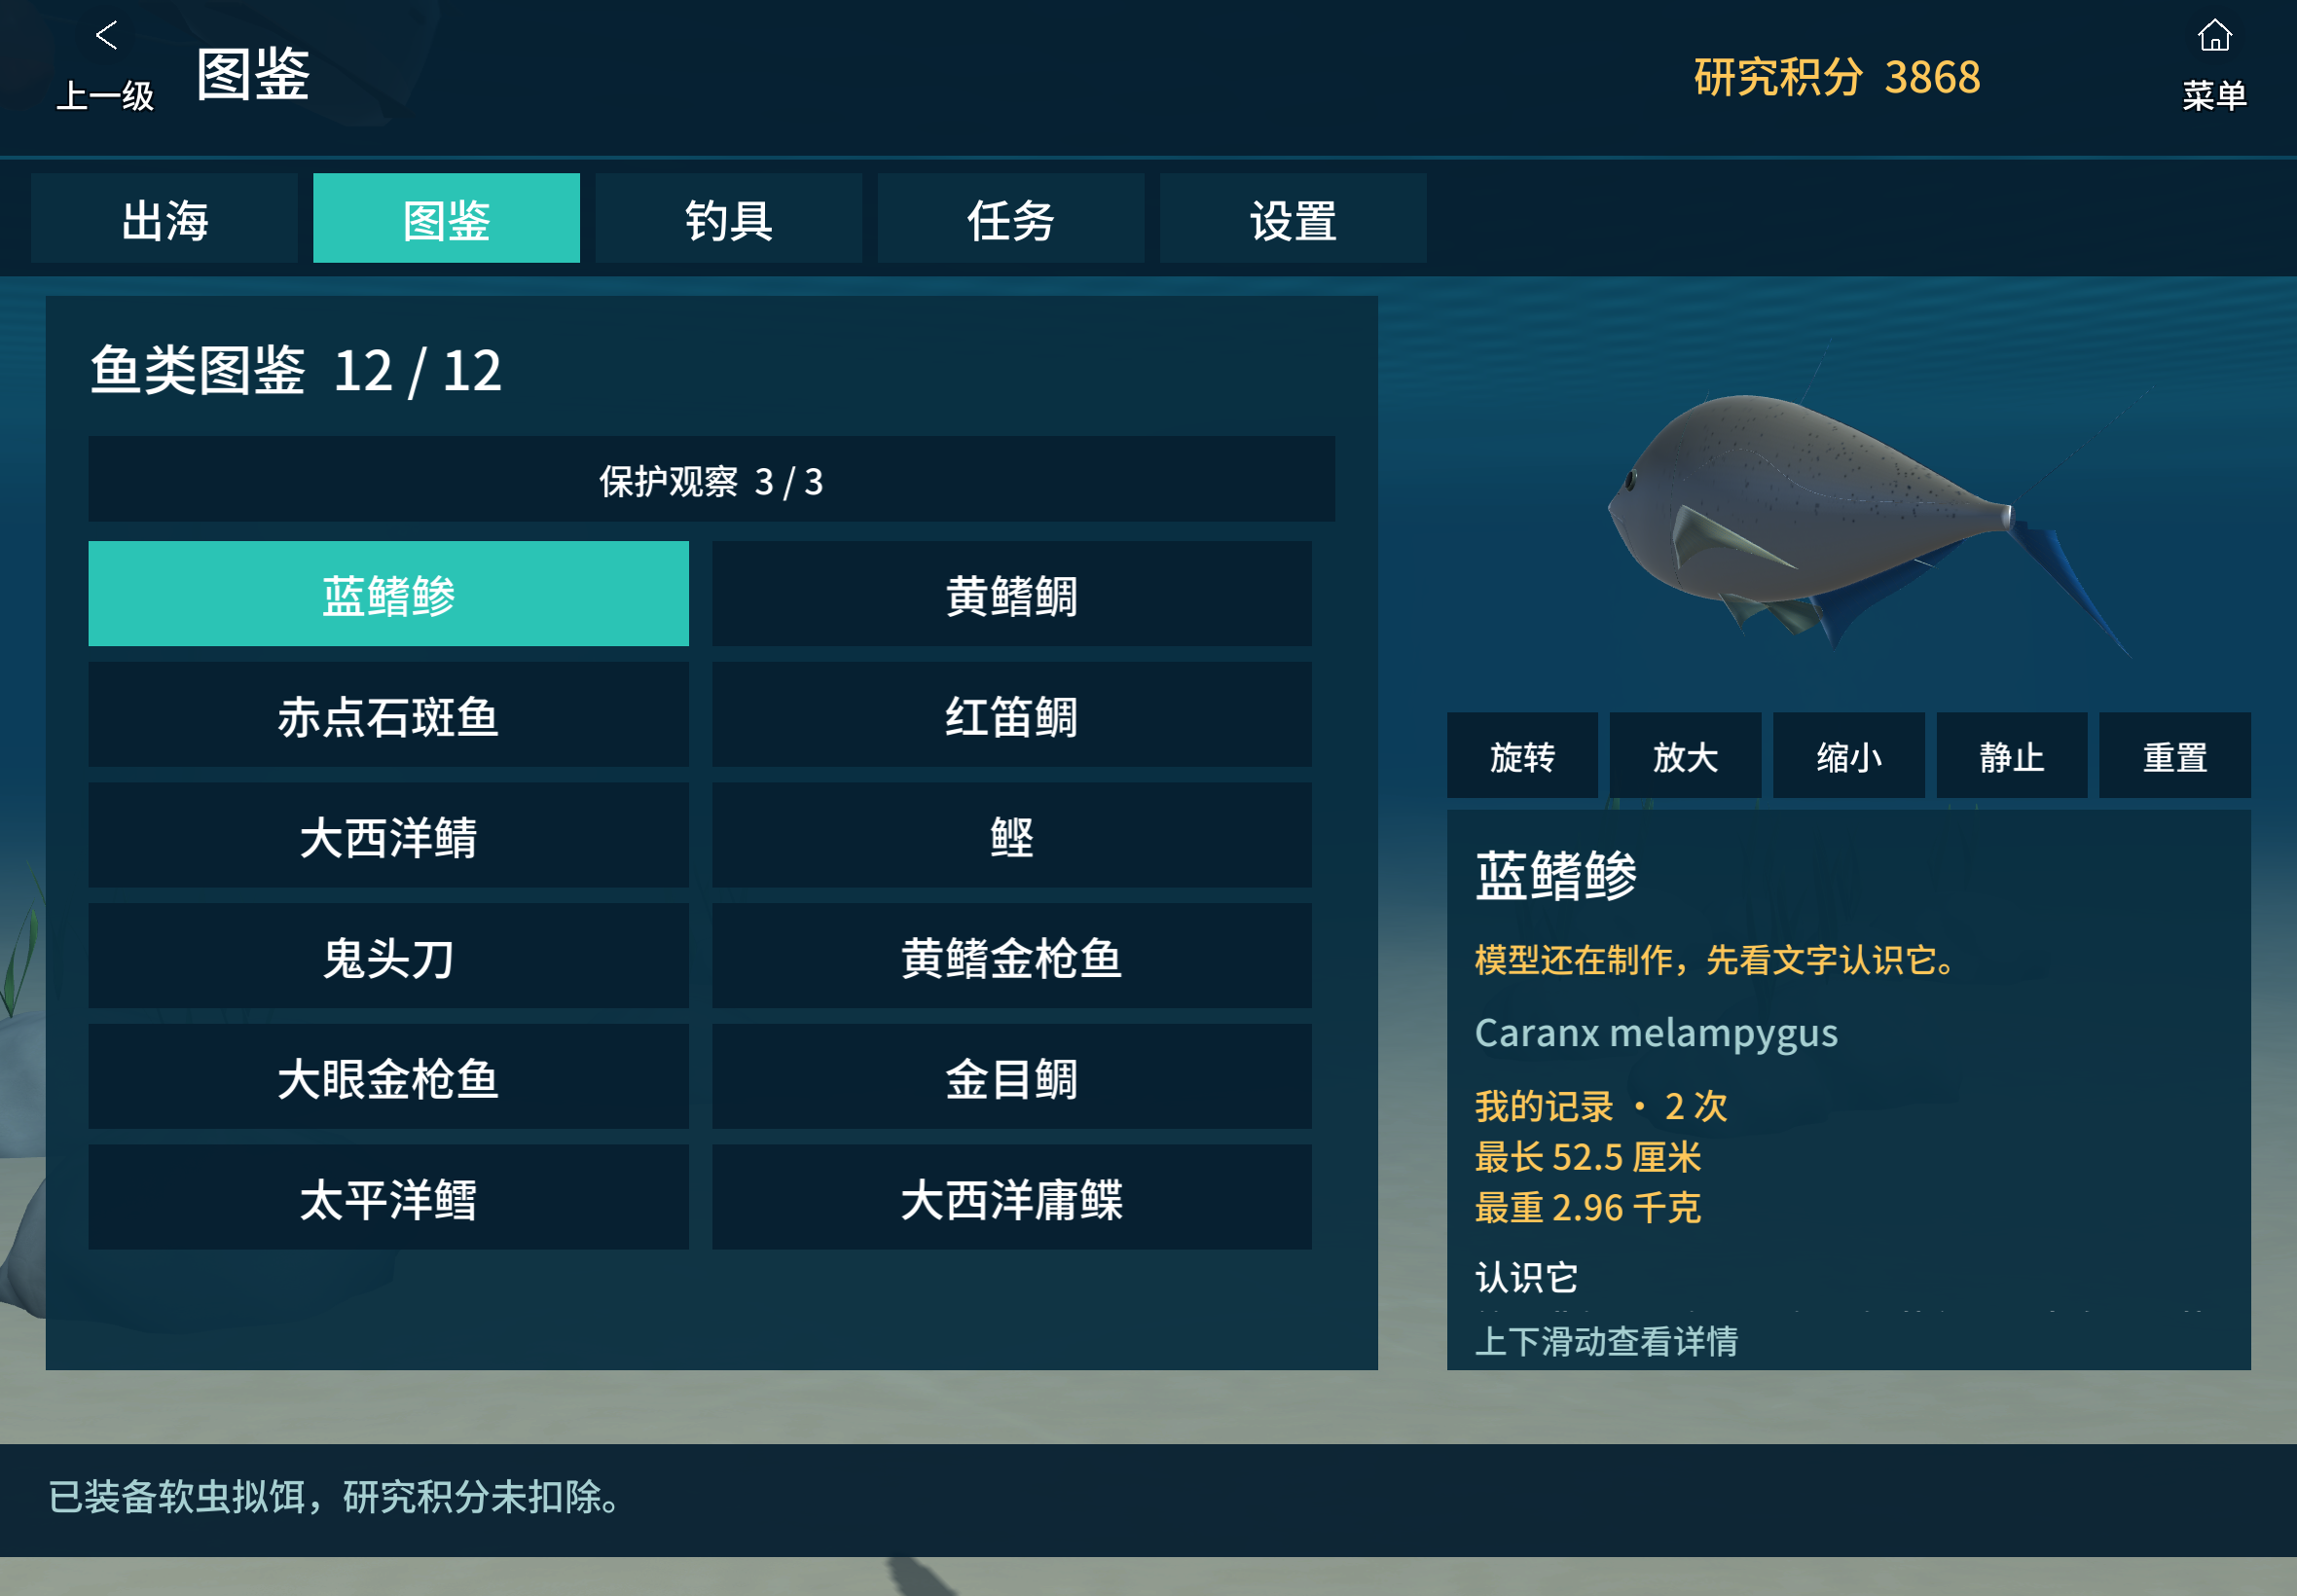 上一级
图鉴
研究积分 3868
菜单
出海
图鉴
钓具
任务
设置
鱼类图鉴 12 / 12
保护观察 3 / 3
蓝鳍鲹
黄鳍鲷
赤点石斑鱼
红笛鲷
大西洋鲭
鲣
鬼头刀
黄鳍金枪鱼
大眼金枪鱼
金目鲷
太平洋鳕
大西洋庸鲽
旋转
放大
缩小
静止
重置
蓝鳍鲹
模型还在制作，先看文字认识它。
Caranx melampygus
我的记录 · 2 次
最长 52.5 厘米
最重 2.96 千克
认识它
上下滑动查看详情
已装备软虫拟饵，研究积分未扣除。